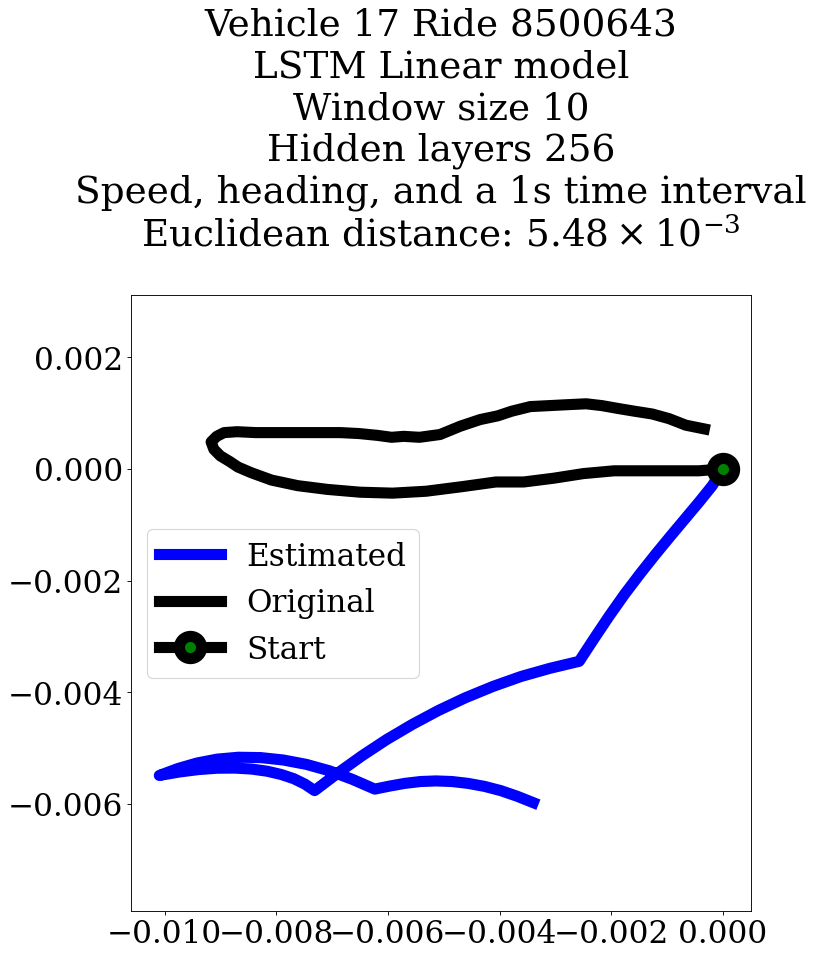 Vehicle 17 Ride 8500643
LSTM Linear model
Window size 10
Hidden layers 256
Speed, heading, and a 1s time interval
Euclidean distance: 5.48 × 10⁻³
0.002
0.000
−0.002
−0.004
−0.006
Estimated
Original
Start
−0.010 −0.008 −0.006 −0.004 −0.002 0.000